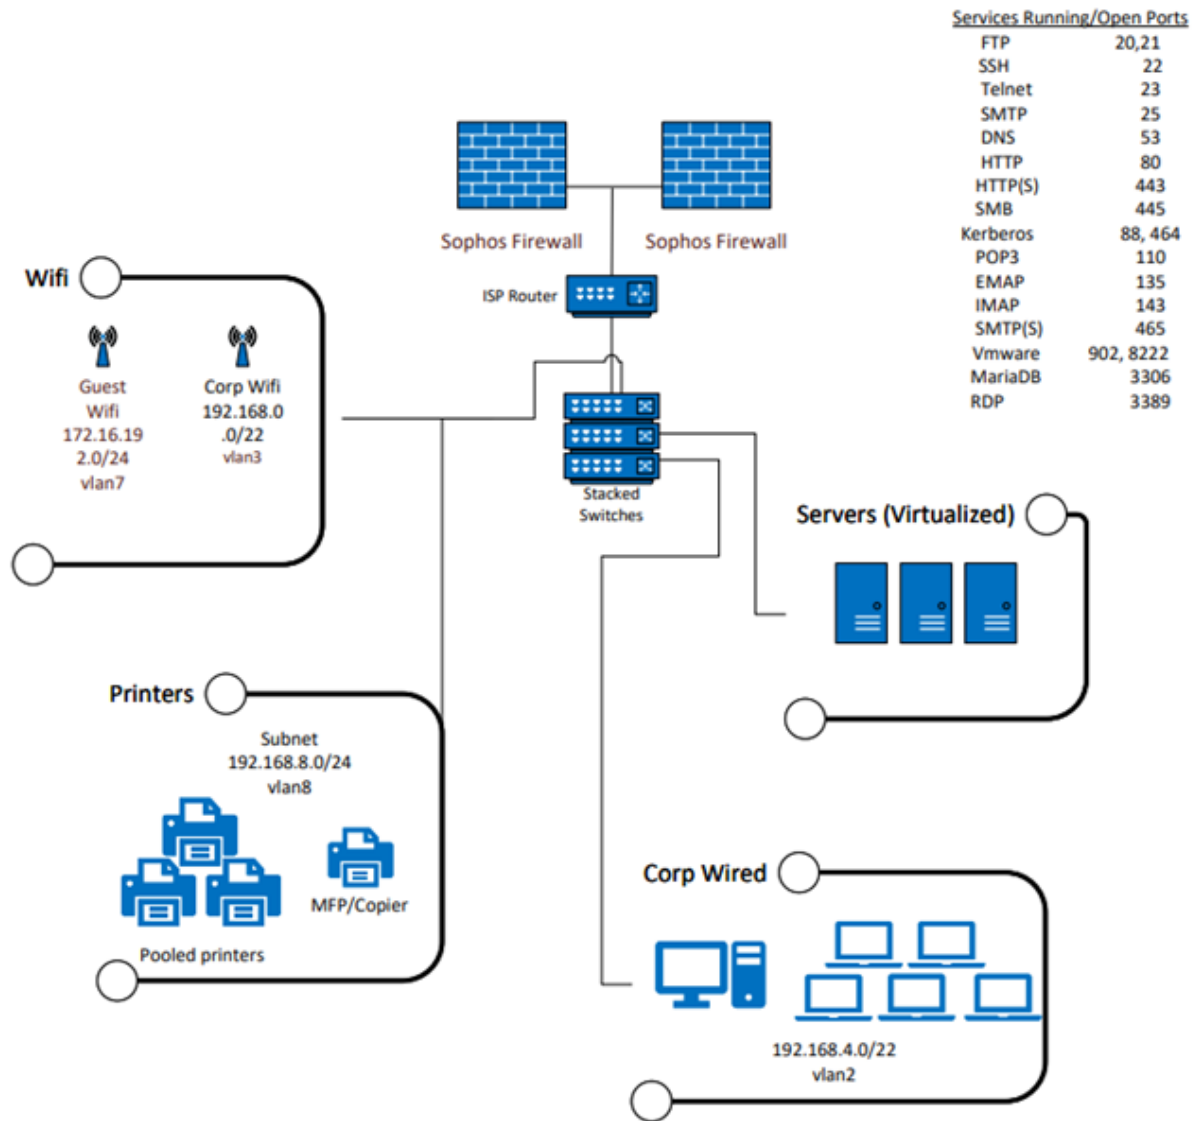 Services Running/Open Ports
FTP 20,21
SSH 22
Telnet 23
SMTP 25
DNS 53
HTTP 80
HTTP(S) 443
SMB 445
Kerberos 88, 464
POP3 110
EMAP 135
IMAP 143
SMTP(S) 465
Vmware 902, 8222
MariaDB 3306
RDP 3389
Sophos Firewall
Sophos Firewall
ISP Router
Stacked
Switches
Wifi
Guest
Wifi
172.16.19
2.0/24
vlan7
Corp Wifi
192.168.0
.0/22
vlan3
Servers (Virtualized)
Printers
Subnet
192.168.8.0/24
vlan8
MFP/Copier
Pooled printers
Corp Wired
192.168.4.0/22
vlan2